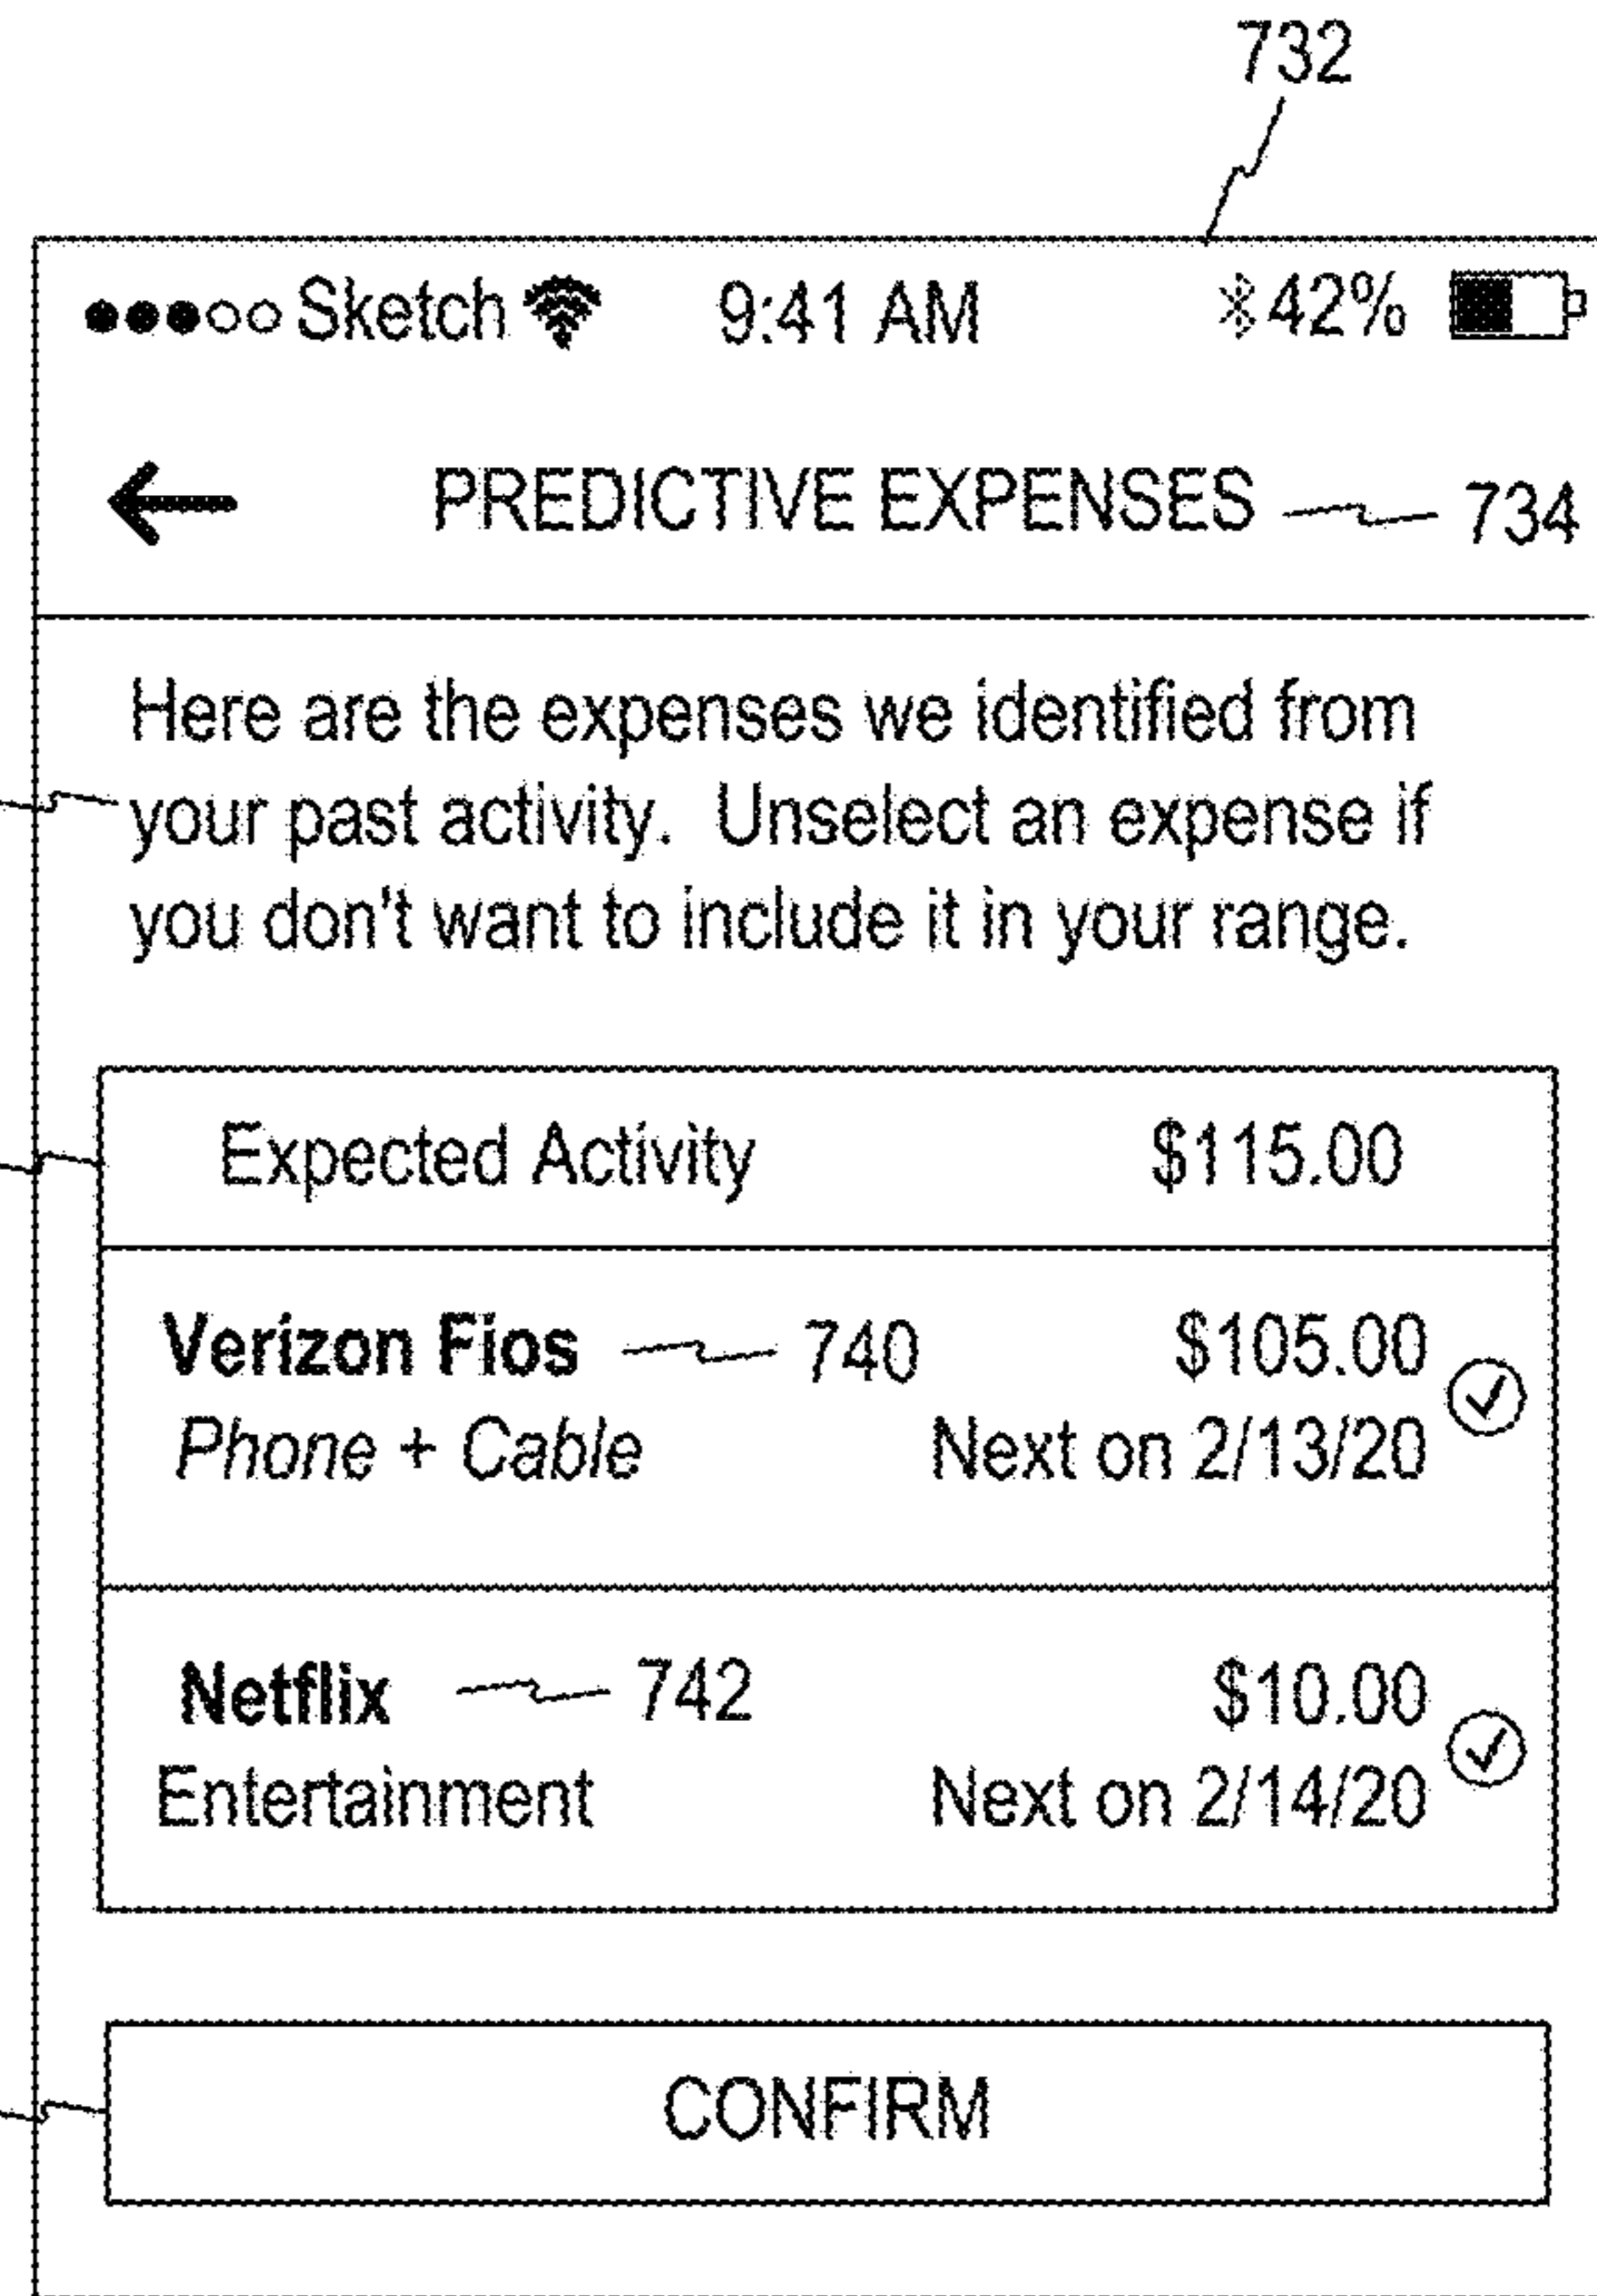 732
Sketch 9:41 AM 42%
PREDICTIVE EXPENSES 734
Here are the expenses we identified from
your past activity. Unselect an expense if
you don't want to include it in your range.
Expected Activity $115.00
Verizon Fios 740 $105.00
Phone + Cable Next on 2/13/20
Netflix 742 $10.00
Entertainment Next on 2/14/20
CONFIRM